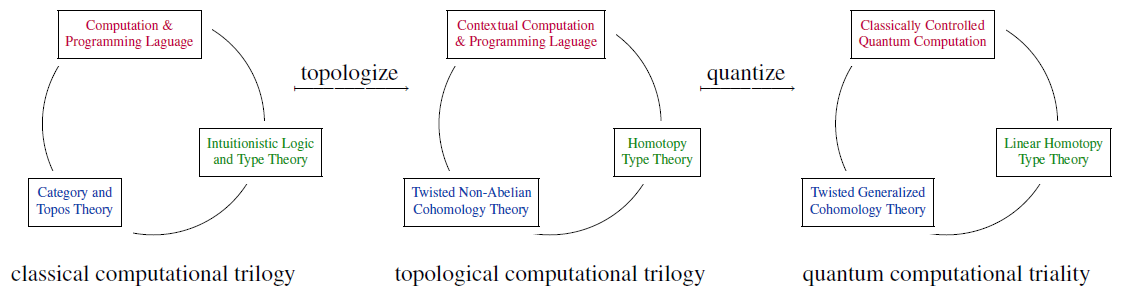 Computation &
Programming Laguage
Intuitionistic Logic
and Type Theory
Category and
Topos Theory
classical computational trilogy
topologize
Contextual Computation
& Programming Laguage
Homotopy
Type Theory
Twisted Non-Abelian
Cohomology Theory
topological computational trilogy
quantize
Classically Controlled
Quantum Computation
Linear Homotopy
Type Theory
Twisted Generalized
Cohomology Theory
quantum computational triality